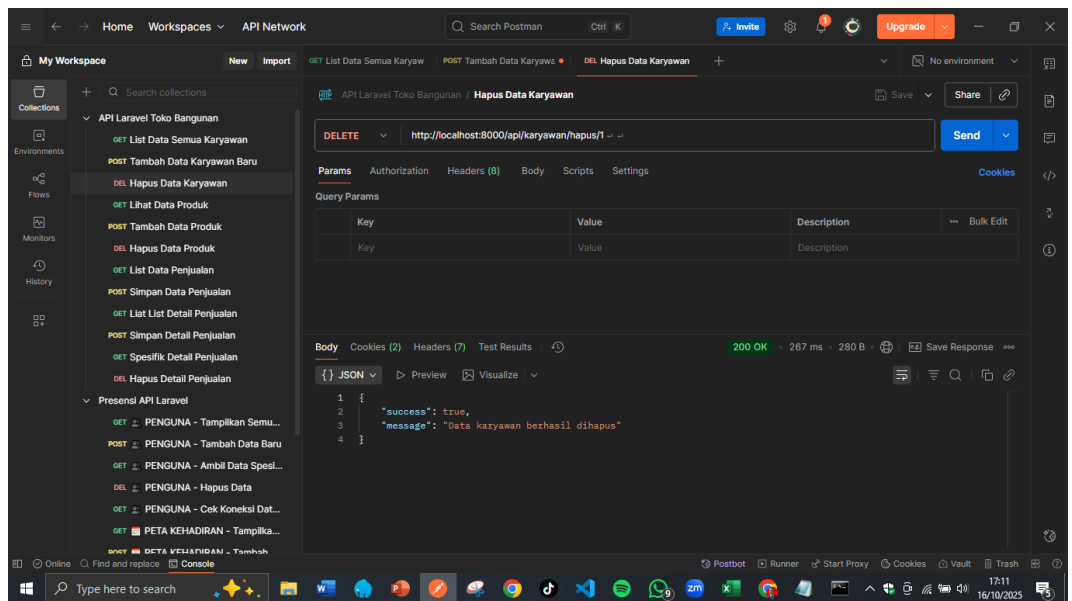 Home Workspaces API Network Search Postman Ctrl K Invite 1 Upgrade
My Workspace New Import GET List Data Semua Karyaw POST Tambah Data Karyawa DEL Hapus Data Karyawan No environment
Collections
Environments
Flows
Monitors
History
Search collections
API Laravel Toko Bangunan
GET List Data Semua Karyawan
POST Tambah Data Karyawan Baru
DEL Hapus Data Karyawan
GET Lihat Data Produk
POST Tambah Data Produk
DEL Hapus Data Produk
GET List Data Penjualan
POST Simpan Data Penjualan
GET Liat List Detail Penjualan
POST Simpan Detail Penjualan
GET Spesifik Detail Penjualan
DEL Hapus Detail Penjualan
Presensi API Laravel
GET PENGUNA - Tampilkan Semu...
POST PENGUNA - Tambah Data Baru
GET PENGUNA - Ambil Data Spesi...
DEL PENGUNA - Hapus Data
GET PENGUNA - Cek Koneksi Dat...
GET PETA KEHADIRAN - Tampilka...
POST PETA KEHADIRAN - Tambah
HTTP API Laravel Toko Bangunan / Hapus Data Karyawan Save Share
DELETE http://localhost:8000/api/karyawan/hapus/1 Send
Params Authorization Headers (8) Body Scripts Settings Cookies
Query Params
Key Value Description Bulk Edit
Key Value Description
Body Cookies (2) Headers (7) Test Results 200 OK 267 ms 280 B Save Response
{} JSON Preview Visualize
1 {
2 "success": true,
3 "message": "Data karyawan berhasil dihapus"
4 }
Online Find and replace Console Postbot Runner Start Proxy Cookies Vault Trash
Type here to search 9 zm 17:11
16/10/2025 5